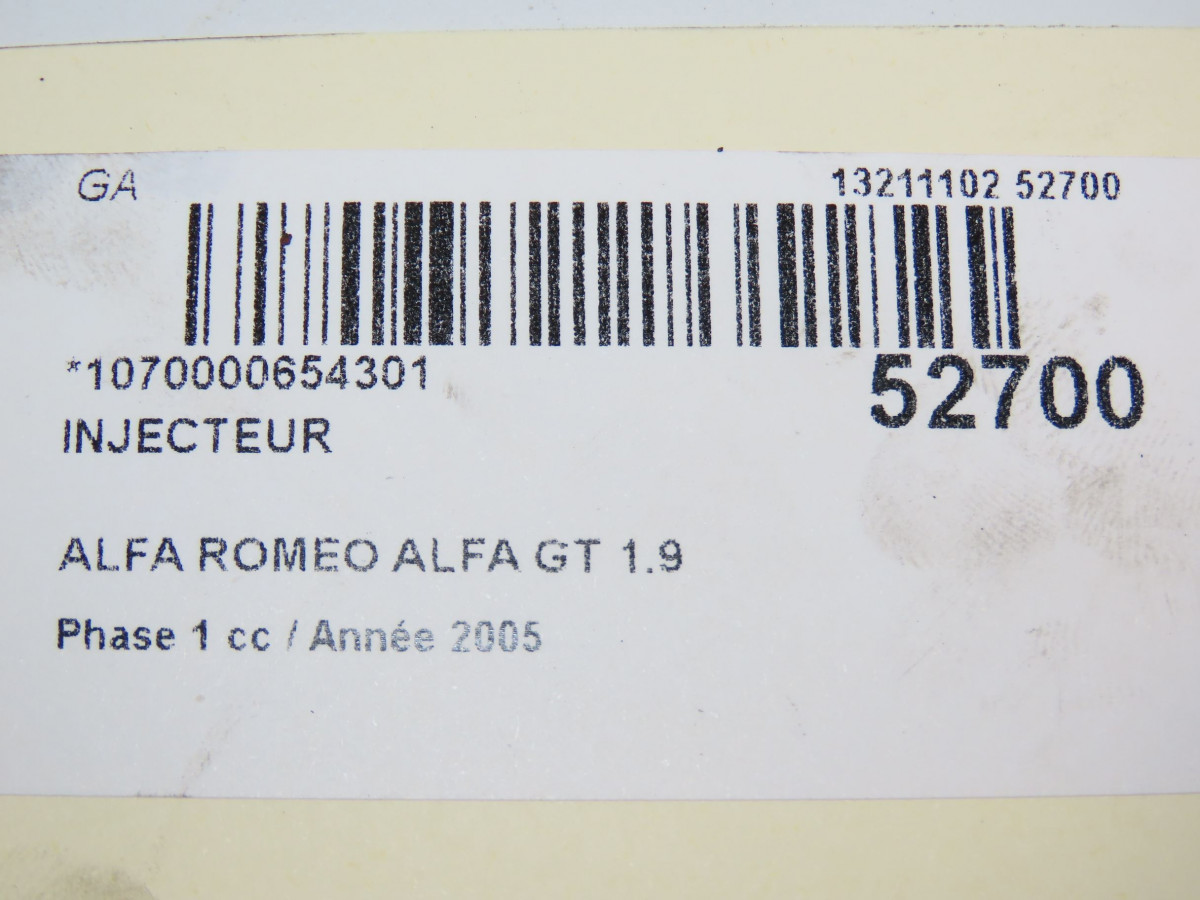 GA
13211102 52700
*1070000654301
52700
INJECTEUR
ALFA ROMEO ALFA GT 1.9
Phase 1 cc / Année 2005